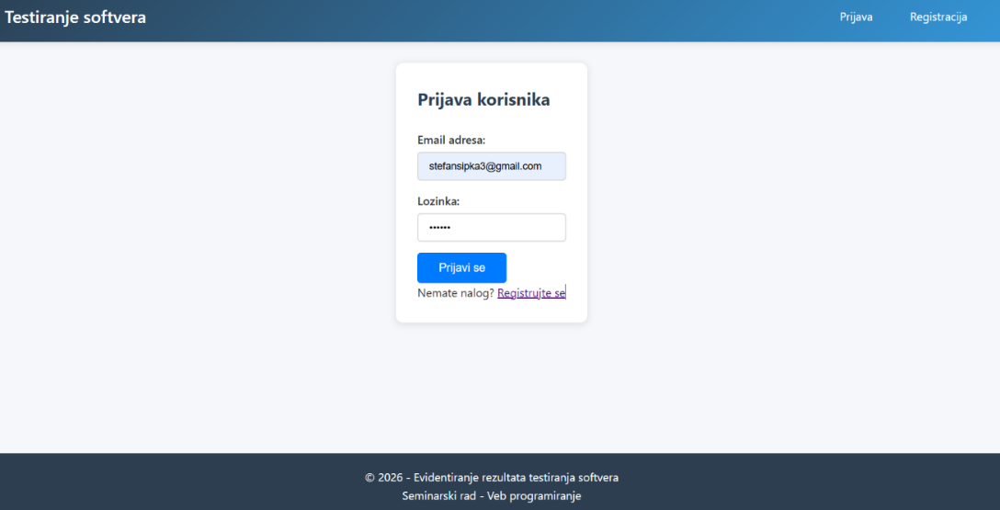 Testiranje softvera
Prijava
Registracija
Prijava korisnika
Email adresa:
stefansipka3@gmail.com
Lozinka:
••••••
Prijavi se
Nemate nalog? Registrujte se
© 2026 - Evidentiranje rezultata testiranja softvera
Seminarski rad - Veb programiranje